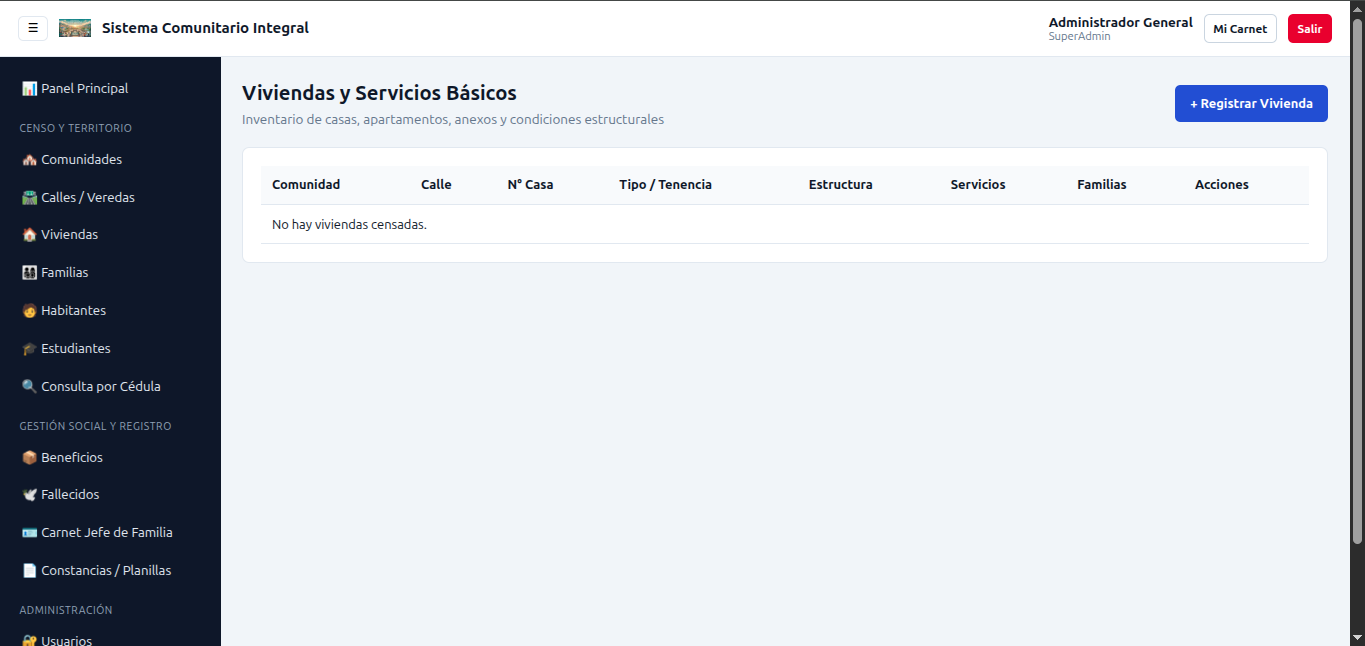 ☰ Sistema Comunitario Integral
Administrador General
SuperAdmin
Mi Carnet
Salir
Panel Principal
CENSO Y TERRITORIO
Comunidades
Calles / Veredas
Viviendas
Familias
Habitantes
Estudiantes
Consulta por Cédula
GESTIÓN SOCIAL Y REGISTRO
Beneficios
Fallecidos
Carnet Jefe de Familia
Constancias / Planillas
ADMINISTRACIÓN
Usuarios
Viviendas y Servicios Básicos
Inventario de casas, apartamentos, anexos y condiciones estructurales
+ Registrar Vivienda
Comunidad Calle N° Casa Tipo / Tenencia Estructura Servicios Familias Acciones
No hay viviendas censadas.